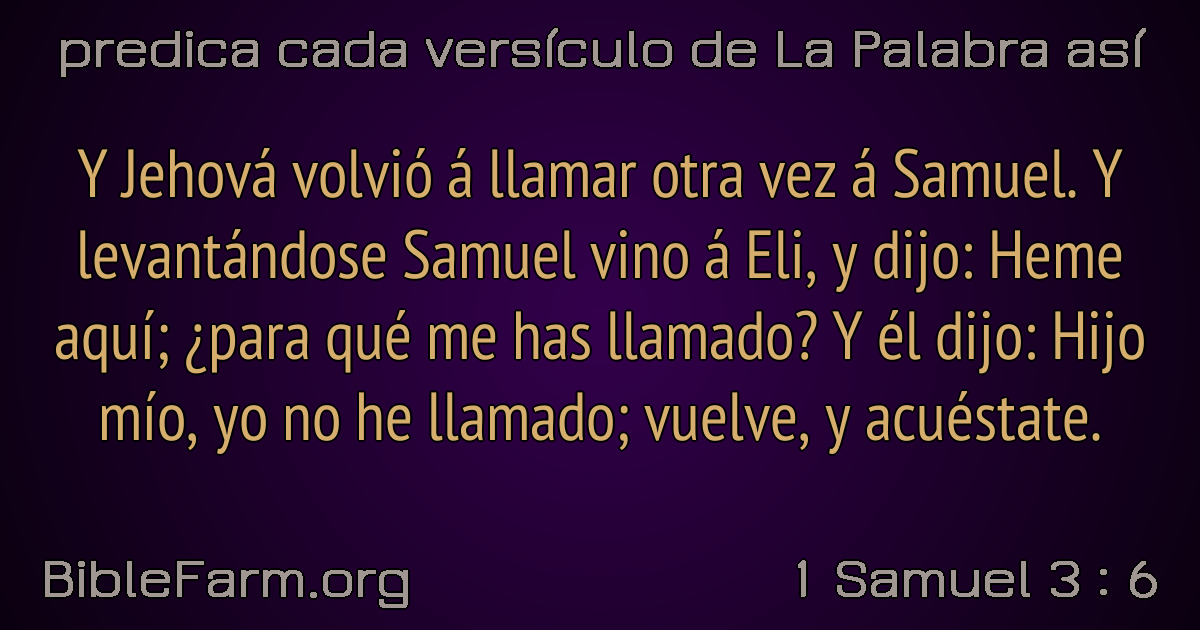 predica cada versículo de La Palabra así
Y Jehová volvió á llamar otra vez á Samuel. Y
levantándose Samuel vino á Eli, y dijo: Heme
aquí; ¿para qué me has llamado? Y él dijo: Hijo
mío, yo no he llamado; vuelve, y acuéstate.
BibleFarm.org
1 Samuel 3 : 6